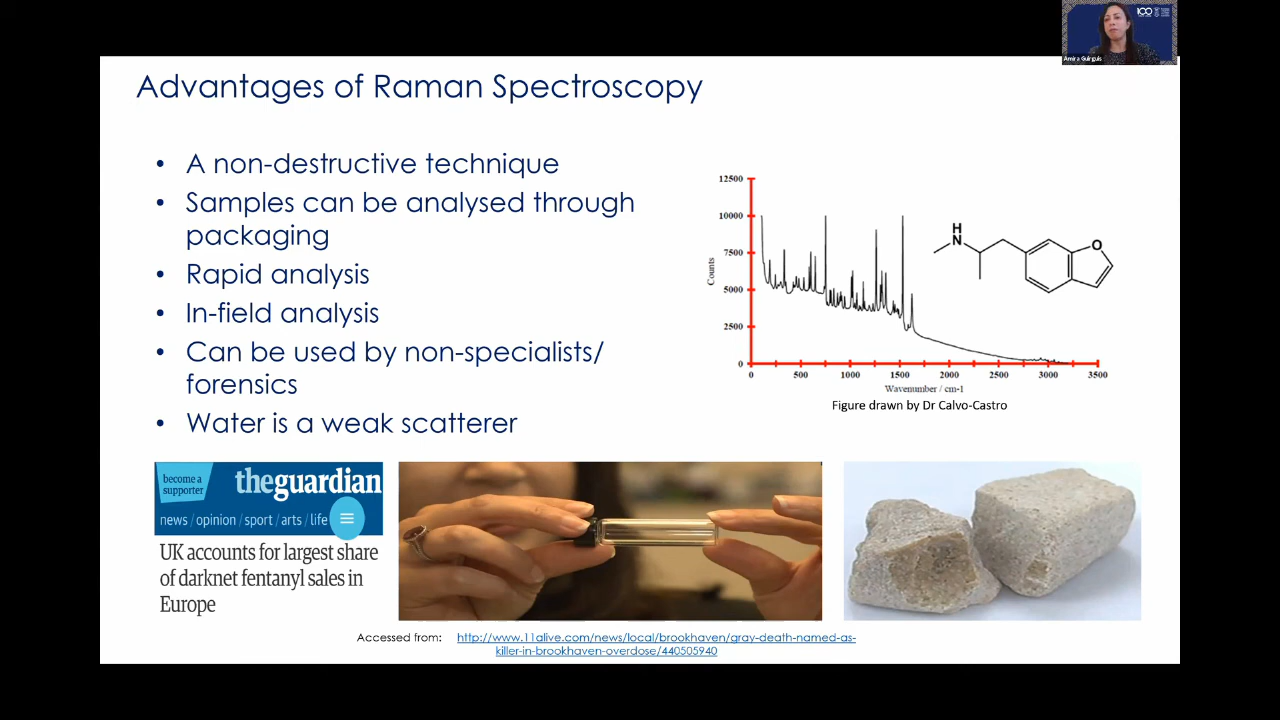 100
Amira Guirguis
Advantages of Raman Spectroscopy
• A non-destructive technique
• Samples can be analysed through
packaging
• Rapid analysis
• In-field analysis
• Can be used by non-specialists/
forensics
• Water is a weak scatterer
12500
10000
7500
5000
2500
0
Counts
0 500 1000 1500 2000 2500 3000 3500
Wavenumber / cm-1
H
N
O
Figure drawn by Dr Calvo-Castro
become a
supporter
theguardian
news / opinion / sport / arts / life
UK accounts for largest share
of darknet fentanyl sales in
Europe
Accessed from: http://www.11alive.com/news/local/brookhaven/gray-death-named-as-
killer-in-brookhaven-overdose/440505940